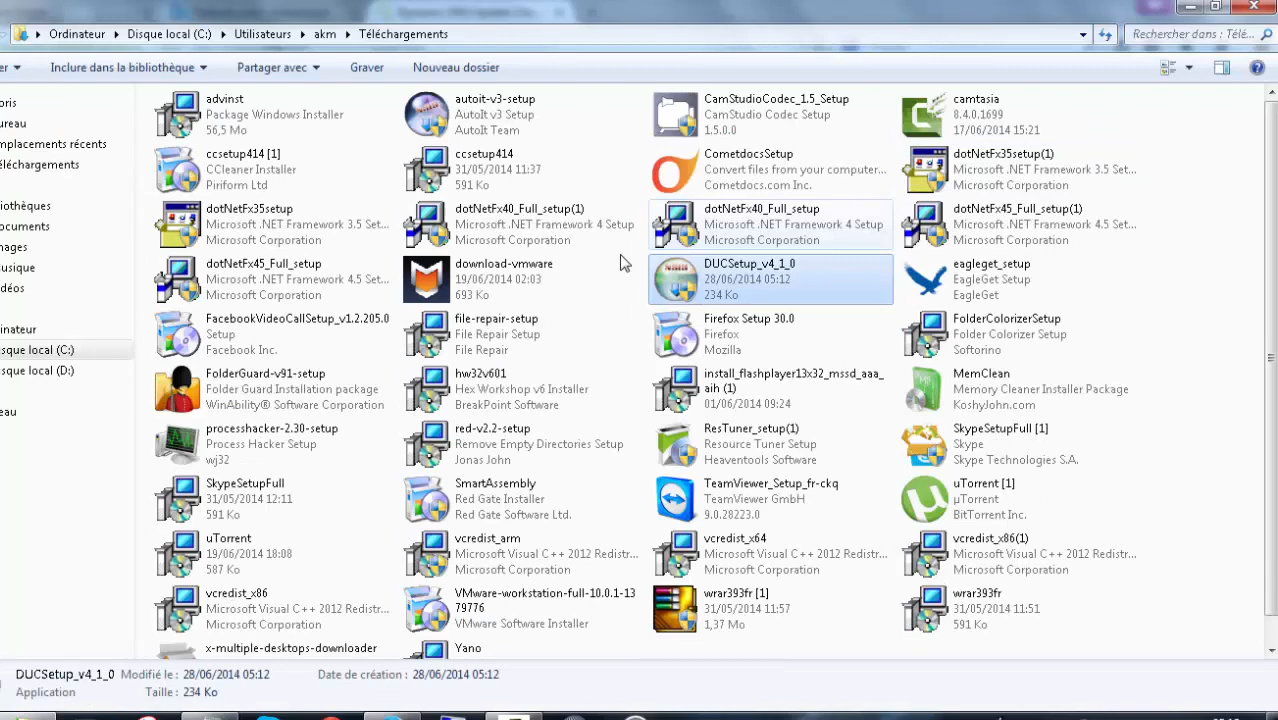 Ordinateur
Disque local (C:)
Utilisateurs
akm
Téléchargements
Rechercher dans : Télé...
er
Inclure dans la bibliothèque
Partager avec
Graver
Nouveau dossier
oris
ureau
mplacements récents
éléchargements
liothèques
ocuments
nages
usique
déos
dinateur
sque local (C:)
sque local (D:)
eau
advinst
Package Windows Installer
56,5 Mo
autoit-v3-setup
AutoIt v3 Setup
AutoIt Team
CamStudioCodec_1.5_Setup
CamStudio Codec Setup
1.5.0.0
camtasia
8.4.0.1699
17/06/2014 15:21
ccsetup414 [1]
CCleaner Installer
Piriform Ltd
ccsetup414
31/05/2014 11:37
591 Ko
CometdocsSetup
Convert files from your computer...
Cometdocs.com Inc.
dotNetFx35setup(1)
Microsoft .NET Framework 3.5 Set...
Microsoft Corporation
dotNetFx35setup
Microsoft .NET Framework 3.5 Set...
Microsoft Corporation
dotNetFx40_Full_setup(1)
Microsoft .NET Framework 4 Setup
Microsoft Corporation
dotNetFx40_Full_setup
Microsoft .NET Framework 4 Setup
Microsoft Corporation
dotNetFx45_Full_setup(1)
Microsoft .NET Framework 4.5 Set...
Microsoft Corporation
dotNetFx45_Full_setup
Microsoft .NET Framework 4.5 Set...
Microsoft Corporation
download-vmware
19/06/2014 02:03
693 Ko
DUCSetup_v4_1_0
28/06/2014 05:12
234 Ko
eagleget_setup
EagleGet Setup
EagleGet
FacebookVideoCallSetup_v1.2.205.0
Setup
Facebook Inc.
file-repair-setup
File Repair Setup
File Repair
Firefox Setup 30.0
Firefox
Mozilla
FolderColorizerSetup
Folder Colorizer Setup
Softorino
FolderGuard-v91-setup
Folder Guard Installation package
WinAbility® Software Corporation
hw32v601
Hex Workshop v6 Installer
BreakPoint Software
install_flashplayer13x32_mssd_aaa_
aih (1)
01/06/2014 09:24
MemClean
Memory Cleaner Installer Package
KoshyJohn.com
processhacker-2.30-setup
Process Hacker Setup
wj32
red-v2.2-setup
Remove Empty Directories Setup
Jonas John
ResTuner_setup(1)
Resource Tuner Setup
Heaventools Software
SkypeSetupFull [1]
Skype
Skype Technologies S.A.
SkypeSetupFull
31/05/2014 12:11
591 Ko
SmartAssembly
Red Gate Installer
Red Gate Software Ltd.
TeamViewer_Setup_fr-ckq
TeamViewer GmbH
9.0.28223.0
uTorrent [1]
µTorrent
BitTorrent Inc.
uTorrent
19/06/2014 18:08
587 Ko
vcredist_arm
Microsoft Visual C++ 2012 Redistr...
Microsoft Corporation
vcredist_x64
Microsoft Visual C++ 2012 Redistr...
Microsoft Corporation
vcredist_x86(1)
Microsoft Visual C++ 2012 Redistr...
Microsoft Corporation
vcredist_x86
Microsoft Visual C++ 2012 Redistr...
Microsoft Corporation
VMware-workstation-full-10.0.1-13
79776
VMware Software Installer
wrar393fr [1]
31/05/2014 11:57
1,37 Mo
wrar393fr
31/05/2014 11:51
591 Ko
x-multiple-desktops-downloader
Yano
DUCSetup_v4_1_0 Modifié le : 28/06/2014 05:12 Date de création : 28/06/2014 05:12
Application Taille : 234 Ko